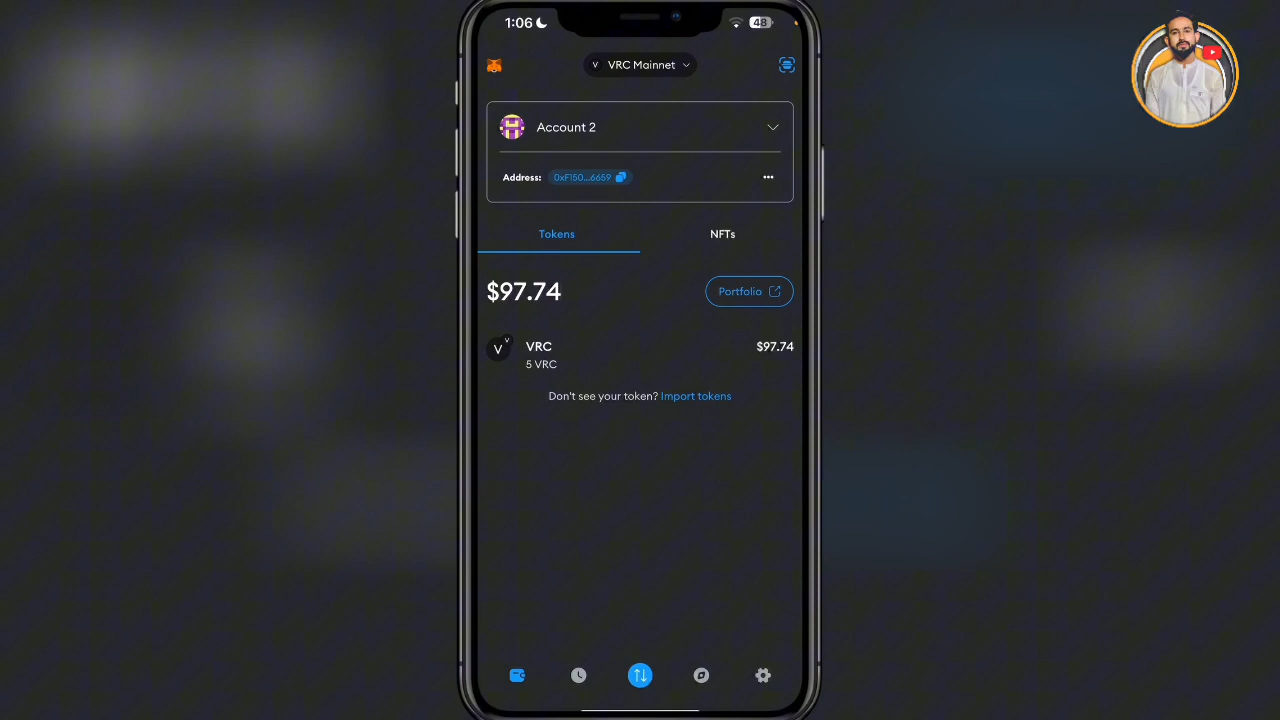 1:06
48
V VRC Mainnet
Account 2
Address: 0xF150...6659
Tokens
NFTs
$97.74
Portfolio
V
V
VRC
$97.74
5 VRC
Don't see your token? Import tokens